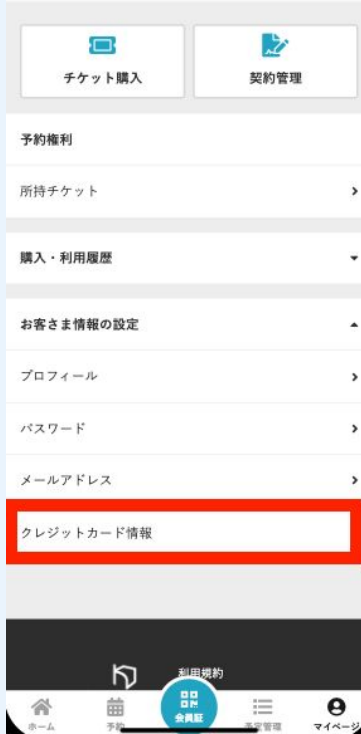 チケット購入
契約管理
予約権利
所持チケット
購入・利用履歴
お客さま情報の設定
プロフィール
パスワード
メールアドレス
クレジットカード情報
利用規約
ホーム
予約
会員証
予定管理
マイページ